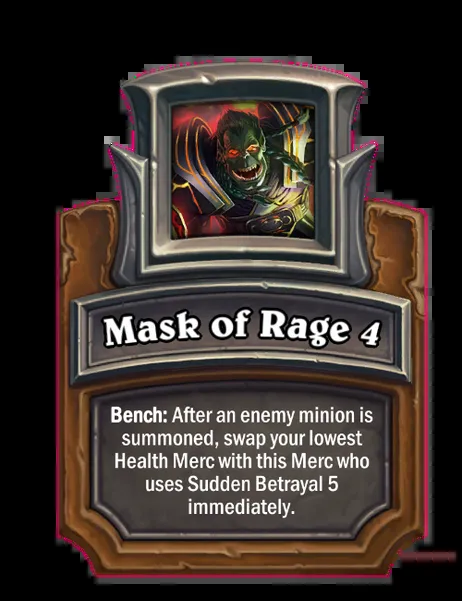 Mask of Rage 4
Bench: After an enemy minion is
summoned, swap your lowest
Health Merc with this Merc who
uses Sudden Betrayal 5
immediately.